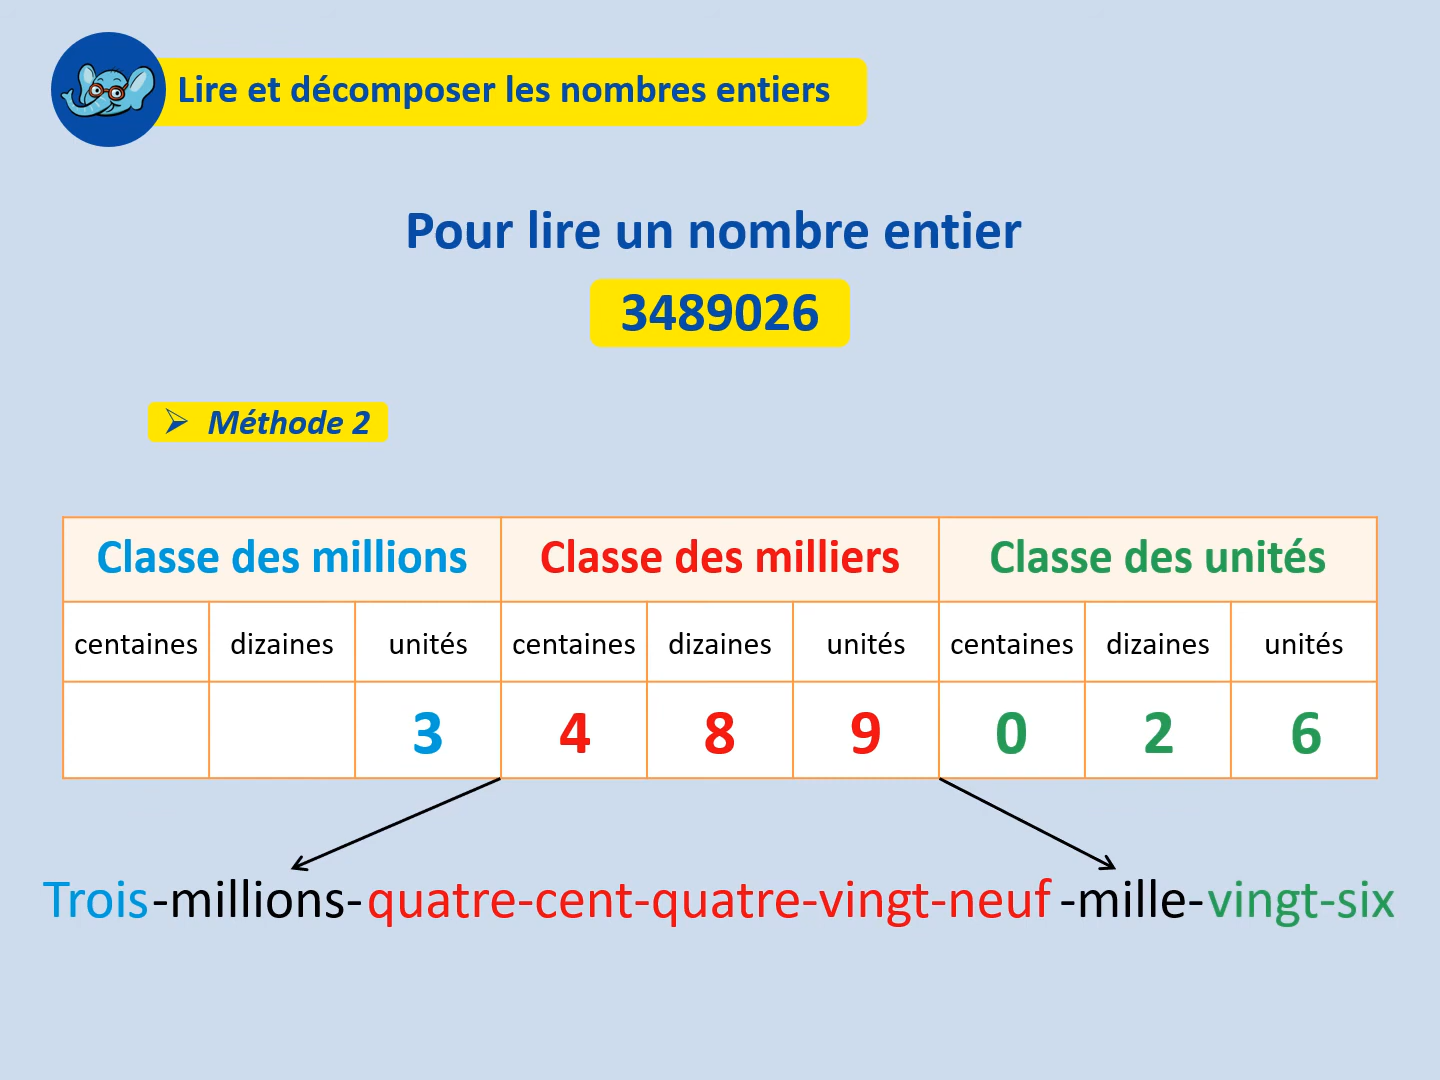 Lire et décomposer les nombres entiers
Pour lire un nombre entier
3489026
➢ Méthode 2
Classe des millions Classe des milliers Classe des unités
centaines dizaines unités centaines dizaines unités centaines dizaines unités
3 4 8 9 0 2 6
Trois-millions-quatre-cent-quatre-vingt-neuf -mille-vingt-six